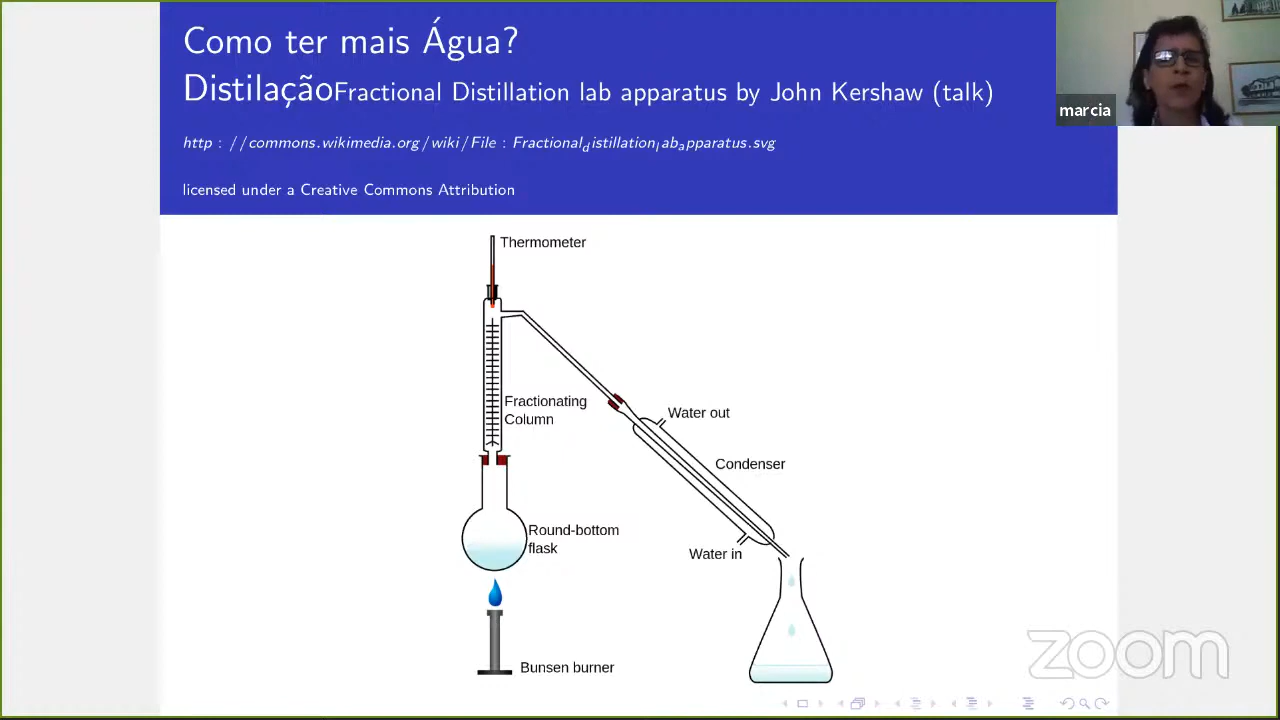 Como ter mais Água?
DistilaçãoFractional Distillation lab apparatus by John Kershaw (talk)
http : //commons.wikimedia.org/wiki/File : Fractional_distillation_lab_apparatus.svg
licensed under a Creative Commons Attribution
marcia
Thermometer
Fractionating
Column
Water out
Condenser
Round-bottom
flask
Water in
Bunsen burner
zoom